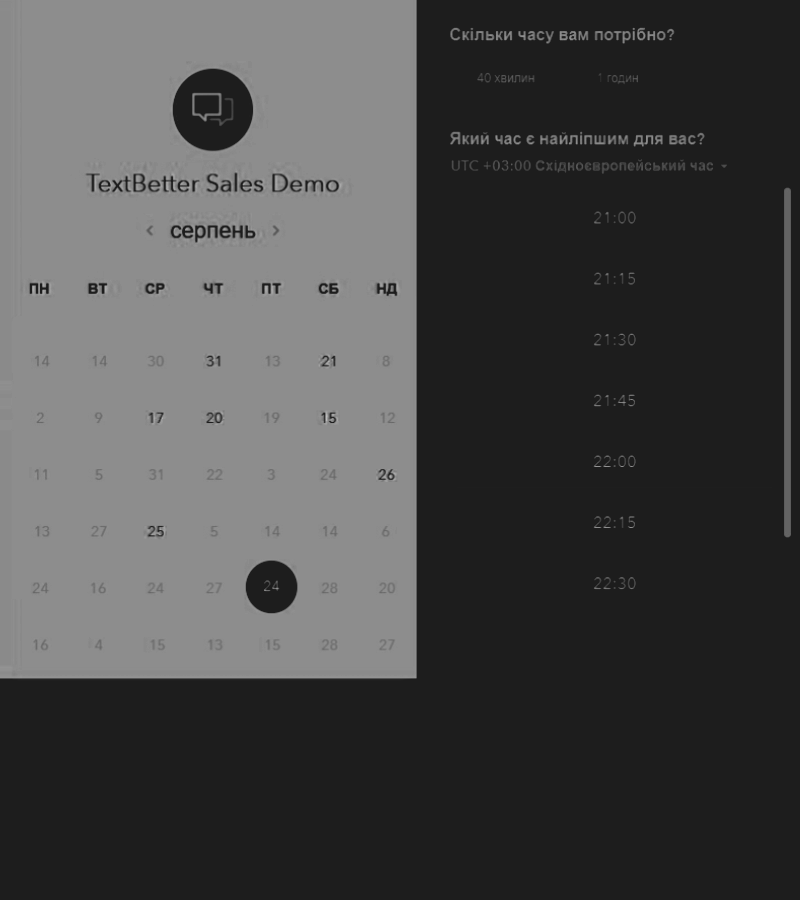 TextBetter Sales Demo
‹ серпень ›
ПН ВТ СР ЧТ ПТ СБ НД
14 14 30 31 13 21 8
2 9 17 20 19 15 12
11 5 31 22 3 24 26
13 27 25 5 14 14 6
24 16 24 27 24 28 20
16 4 15 13 15 28 27
Скільки часу вам потрібно?
40 хвилин 1 годин
Який час є найліпшим для вас?
UTC +03:00 Східноєвропейський час
21:00
21:15
21:30
21:45
22:00
22:15
22:30